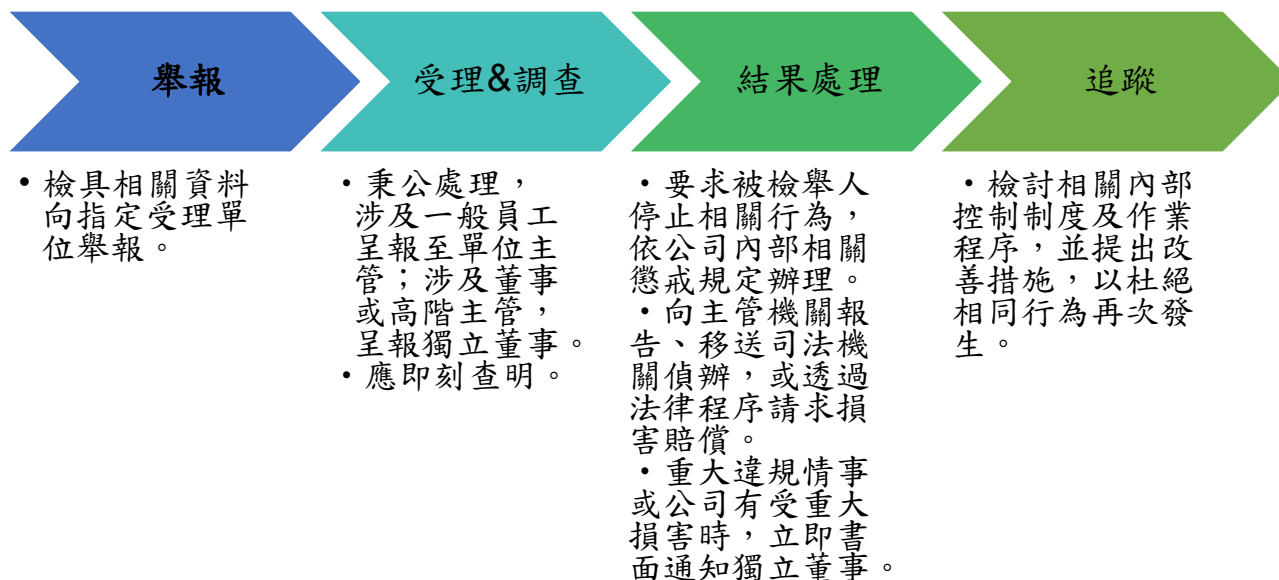 舉報
受理&調查
結果處理
追蹤
•檢具相關資料
向指定受理單
位舉報。
•秉公處理，
涉及一般員工
呈報至單位主
管；涉及董事
或高階主管，
呈報獨立董事。
•應即刻查明。
•要求被檢舉人
停止相關行為，
依公司內部相關
懲戒規定辦理。
•向主管機關報
告、移送司法機
關偵辦，或透過
法律程序請求損
害賠償。
•重大違規情事
或公司有受重大
損害時，立即書
面通知獨立董事。
•檢討相關內部
控制制度及作業
程序，並提出改
善措施，以杜絕
相同行為再次發
生。